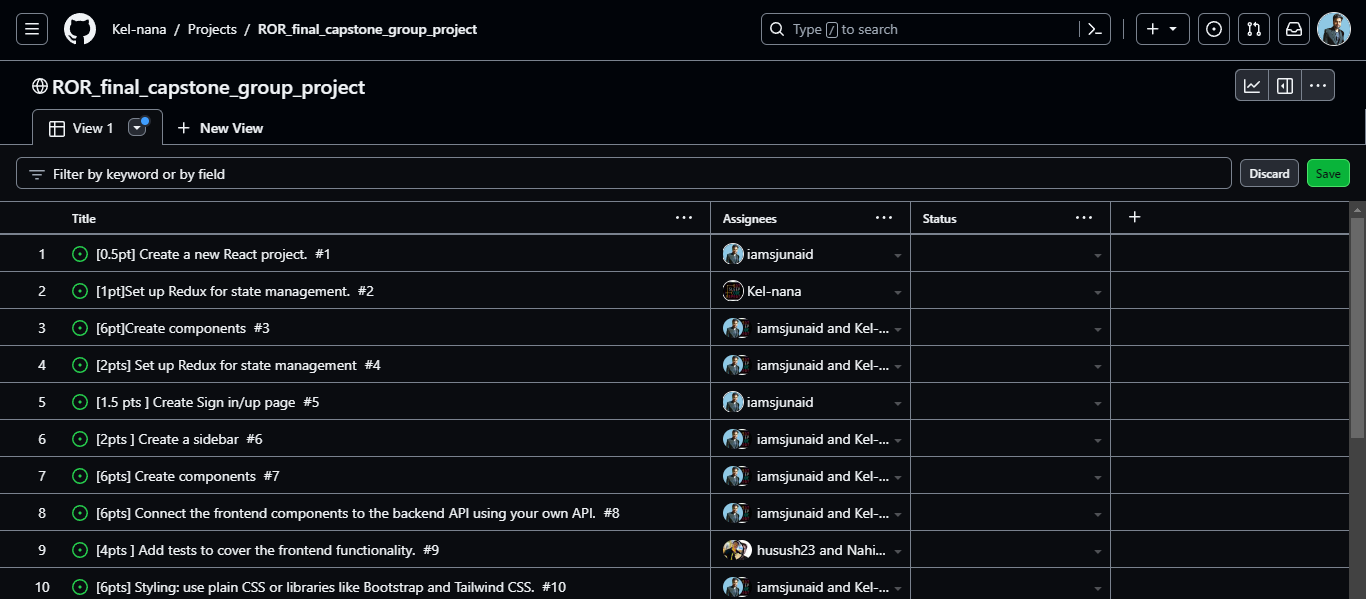 Kel-nana / Projects / ROR_final_capstone_group_project Type / to search
ROR_final_capstone_group_project
View 1 New View
Filter by keyword or by field Discard Save
Title Assignees Status
1 [0.5pt] Create a new React project. #1 iamsjunaid
2 [1pt]Set up Redux for state management. #2 Kel-nana
3 [6pt]Create components #3 iamsjunaid and Kel-...
4 [2pts] Set up Redux for state management #4 iamsjunaid and Kel-...
5 [1.5 pts ] Create Sign in/up page #5 iamsjunaid
6 [2pts ] Create a sidebar #6 iamsjunaid and Kel-...
7 [6pts] Create components #7 iamsjunaid and Kel-...
8 [6pts] Connect the frontend components to the backend API using your own API. #8 iamsjunaid and Kel-...
9 [4pts ] Add tests to cover the frontend functionality. #9 husush23 and Nahi...
10 [6pts] Styling: use plain CSS or libraries like Bootstrap and Tailwind CSS. #10 iamsjunaid and Kel-...